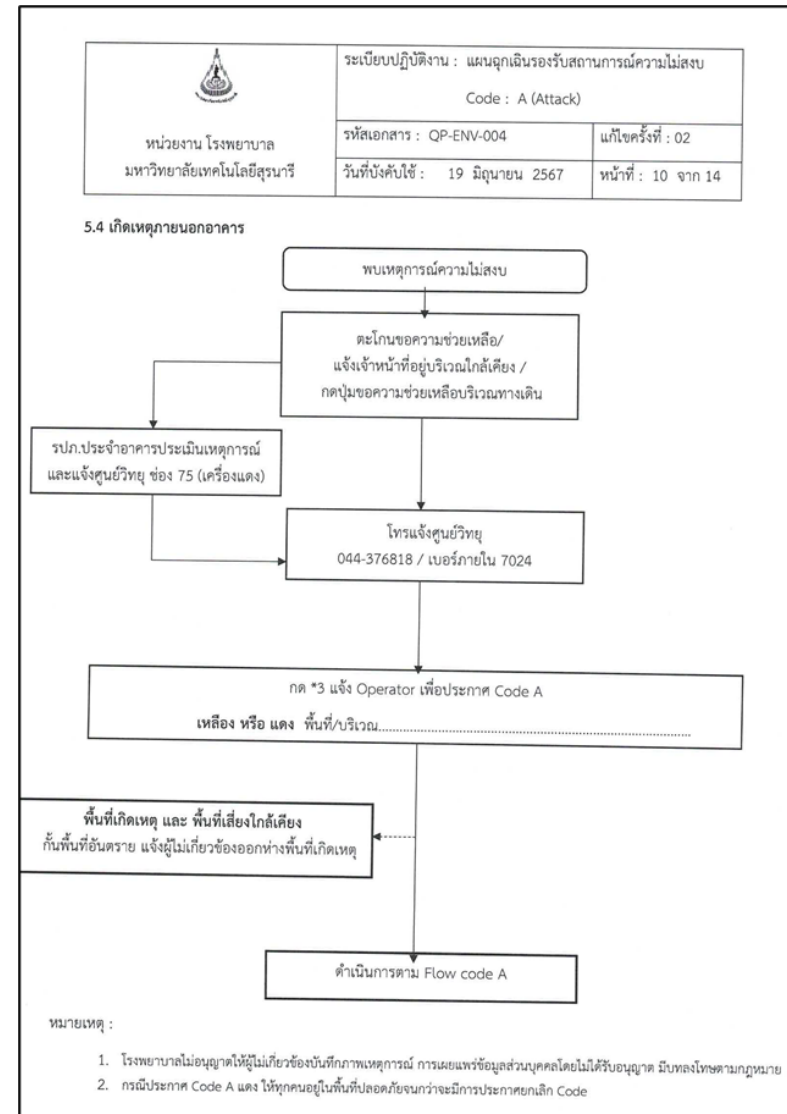 หน่วยงาน โรงพยาบาล
มหาวิทยาลัยเทคโนโลยีสุรนารี
ระเบียบปฏิบัติงาน : แผนฉุกเฉินรองรับสถานการณ์ความไม่สงบ
Code : A (Attack)
รหัสเอกสาร : QP-ENV-004
แก้ไขครั้งที่ : 02
วันที่บังคับใช้ : 19 มิถุนายน 2567
หน้าที่ : 10 จาก 14
5.4 เกิดเหตุภายนอกอาคาร
พบเหตุการณ์ความไม่สงบ
ตะโกนขอความช่วยเหลือ/
แจ้งเจ้าหน้าที่อยู่บริเวณใกล้เคียง /
กดปุ่มขอความช่วยเหลือบริเวณทางเดิน
รปภ.ประจำอาคารประเมินเหตุการณ์
และแจ้งศูนย์วิทยุ ช่อง 75 (เครื่องแดง)
โทรแจ้งศูนย์วิทยุ
044-376818 / เบอร์ภายใน 7024
กด *3 แจ้ง Operator เพื่อประกาศ Code A
เหลือง หรือ แดง พื้นที่/บริเวณ..........................................................................................
พื้นที่เกิดเหตุ และ พื้นที่เสี่ยงใกล้เคียง
กั้นพื้นที่อันตราย แจ้งผู้ไม่เกี่ยวข้องออกห่างพื้นที่เกิดเหตุ
ดำเนินการตาม Flow code A
หมายเหตุ :
1. โรงพยาบาลไม่อนุญาตให้ผู้ไม่เกี่ยวข้องบันทึกภาพเหตุการณ์ การเผยแพร่ข้อมูลส่วนบุคคลโดยไม่ได้รับอนุญาต มีบทลงโทษตามกฎหมาย
2. กรณีประกาศ Code A แดง ให้ทุกคนอยู่ในพื้นที่ปลอดภัยจนกว่าจะมีการประกาศยกเลิก Code